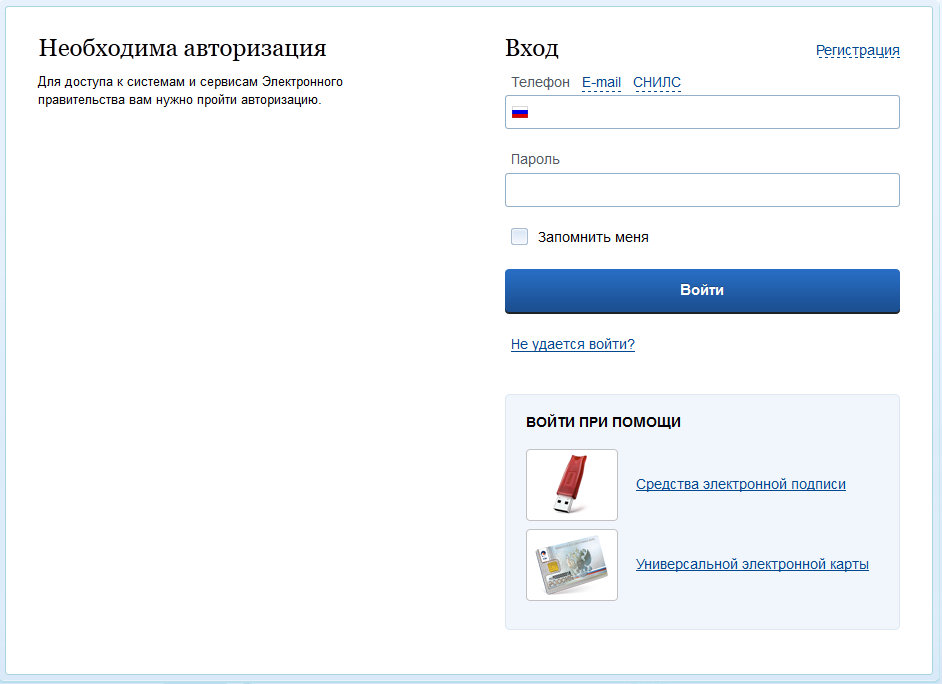 Необходима авторизация
Для доступа к системам и сервисам Электронного
правительства вам нужно пройти авторизацию.
Вход
Регистрация
Телефон E-mail СНИЛС
Пароль
Запомнить меня
Войти
Не удается войти?
ВОЙТИ ПРИ ПОМОЩИ
Средства электронной подписи
Универсальной электронной карты